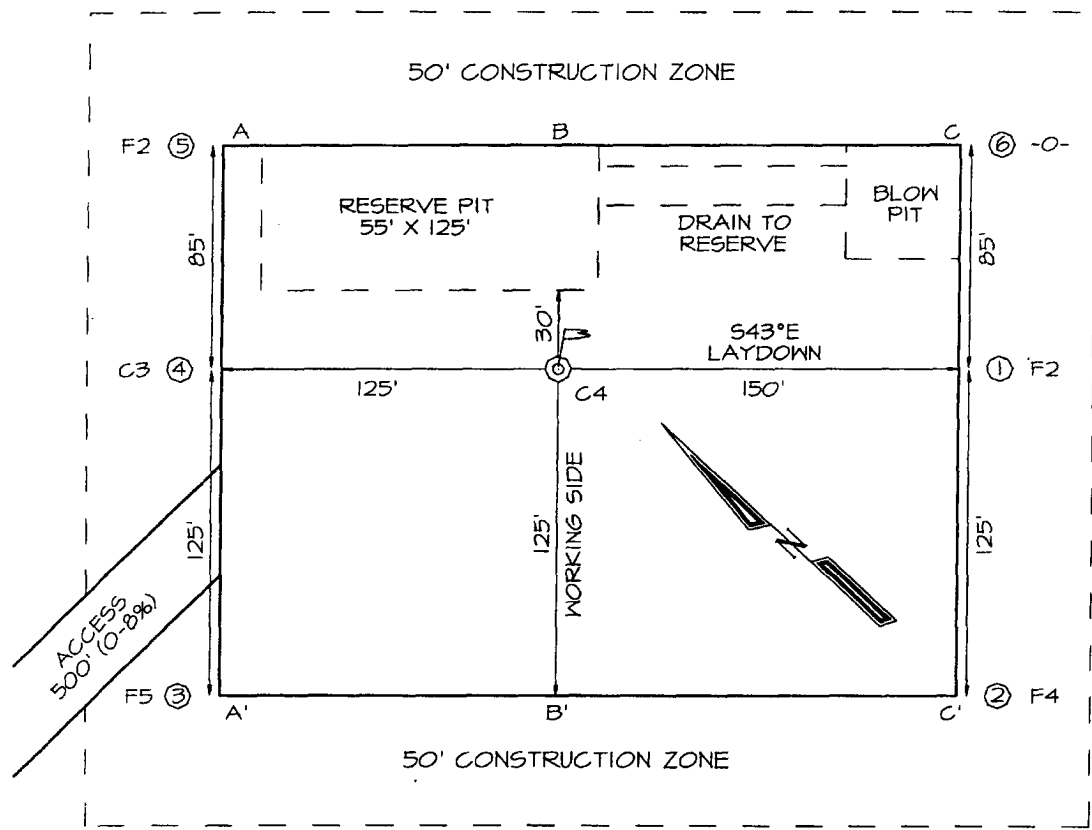 50' CONSTRUCTION ZONE
A
B
C
F2 ⑤
⑥ -0-
RESERVE PIT
55' X 125'
BLOW
PIT
DRAIN TO
RESERVE
85'
85'
30'
S43°E
LAYDOWN
C3 ④
① F2
125'
150'
C4
WORKING SIDE
125'
125'
125'
N
ACCESS
500' (0-8%)
F5 ③
② F4
A'
B'
C'
50' CONSTRUCTION ZONE